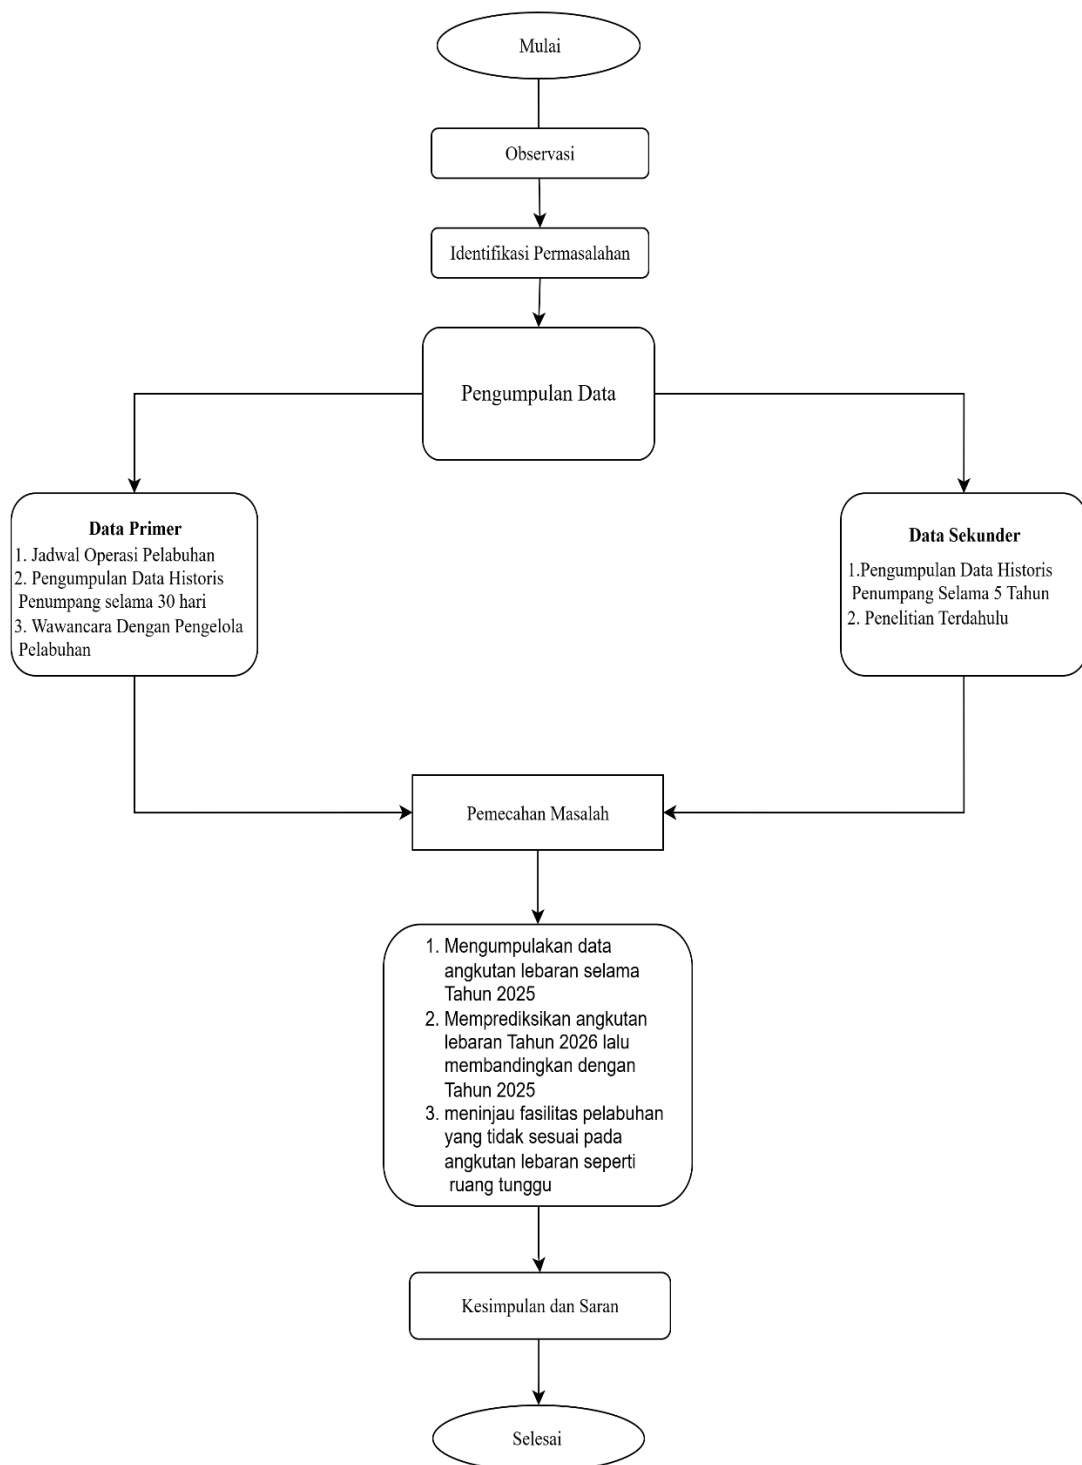 Mulai
Observasi
Identifikasi Permasalahan
Pengumpulan Data
Data Primer
1. Jadwal Operasi Pelabuhan
2. Pengumpulan Data Historis
Penumpang selama 30 hari
3. Wawancara Dengan Pengelola
Pelabuhan
Data Sekunder
1.Pengumpulan Data Historis
Penumpang Selama 5 Tahun
2. Penelitian Terdahulu
Pemecahan Masalah
1. Mengumpulakan data
angkutan lebaran selama
Tahun 2025
2. Memprediksikan angkutan
lebaran Tahun 2026 lalu
membandingkan dengan
Tahun 2025
3. meninjau fasilitas pelabuhan
yang tidak sesuai pada
angkutan lebaran seperti
ruang tunggu
Kesimpulan dan Saran
Selesai